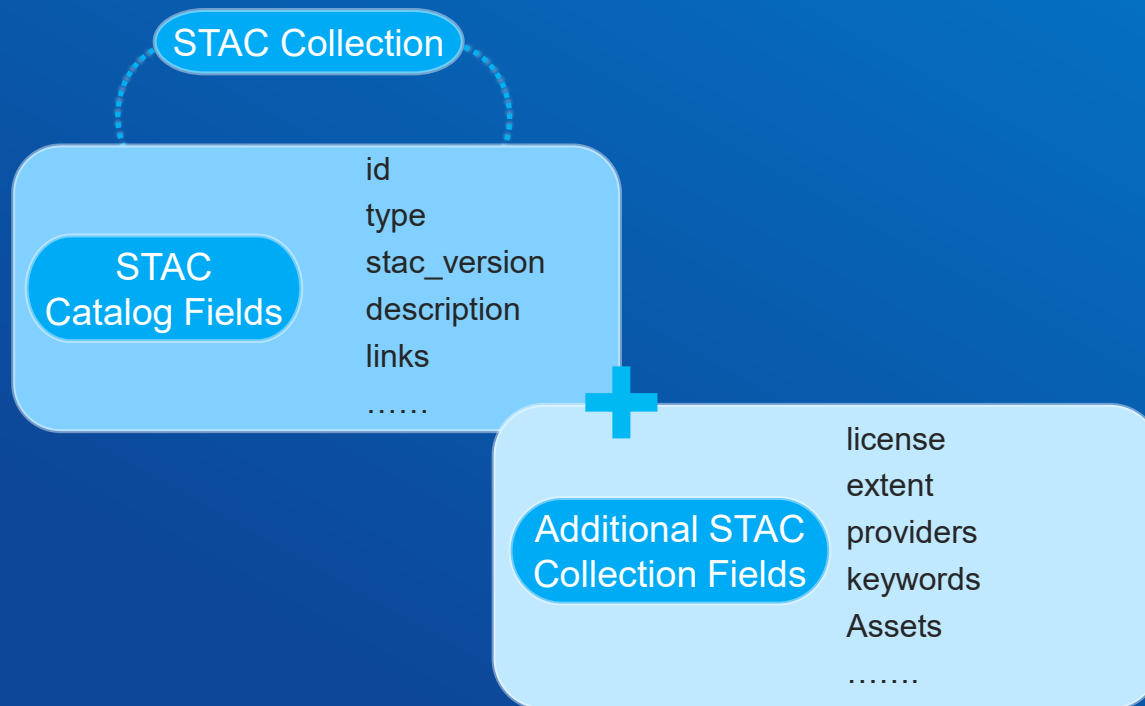 STAC Collection
STAC
Catalog Fields
id
type
stac_version
description
links
......
Additional STAC
Collection Fields
license
extent
providers
keywords
Assets
.......